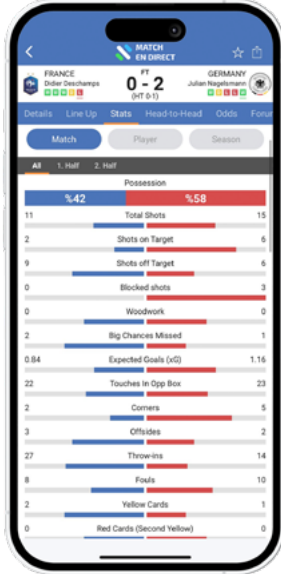 MATCH
EN DIRECT
FRANCE FT GERMANY
Didier Deschamps 0 - 2 Julian Nagelsmann
(HT 0-1)
Details Line Up Stats Head-to-Head Odds Forur
Match Player Season
All 1. Half 2. Half
Possession
%42 %58
11 Total Shots 15
2 Shots on Target 6
9 Shots off Target 6
0 Blocked shots 3
0 Woodwork 0
2 Big Chances Missed 1
0.84 Expected Goals (xG) 1.16
22 Touches In Opp Box 23
2 Corners 5
3 Offsides 2
27 Throw-ins 14
8 Fouls 10
2 Yellow Cards 1
0 Red Cards (Second Yellow) 0